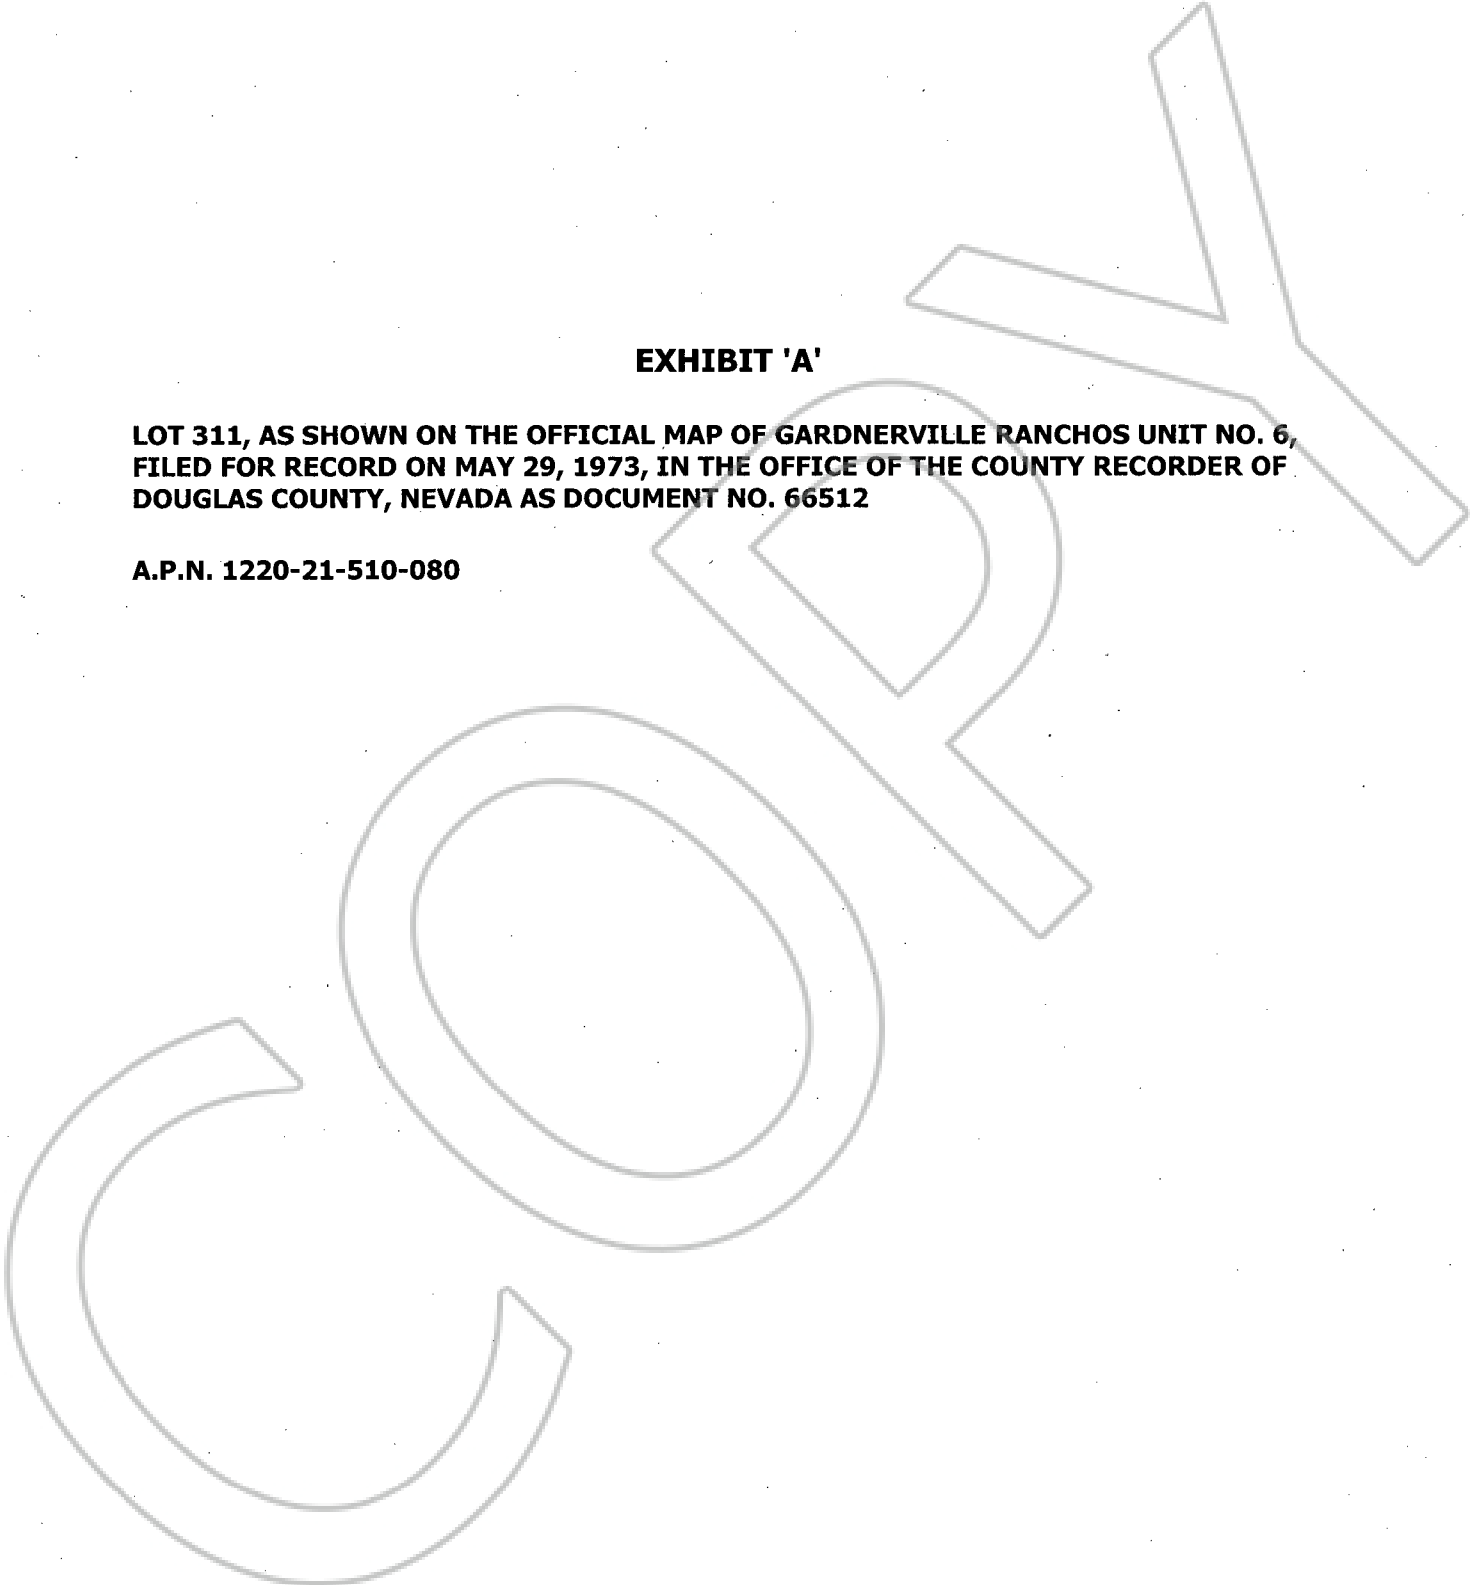 EXHIBIT 'A'
LOT 311, AS SHOWN ON THE OFFICIAL MAP OF GARDNERVILLE RANCHOS UNIT NO. 6,
FILED FOR RECORD ON MAY 29, 1973, IN THE OFFICE OF THE COUNTY RECORDER OF
DOUGLAS COUNTY, NEVADA AS DOCUMENT NO. 66512
A.P.N. 1220-21-510-080
COPY